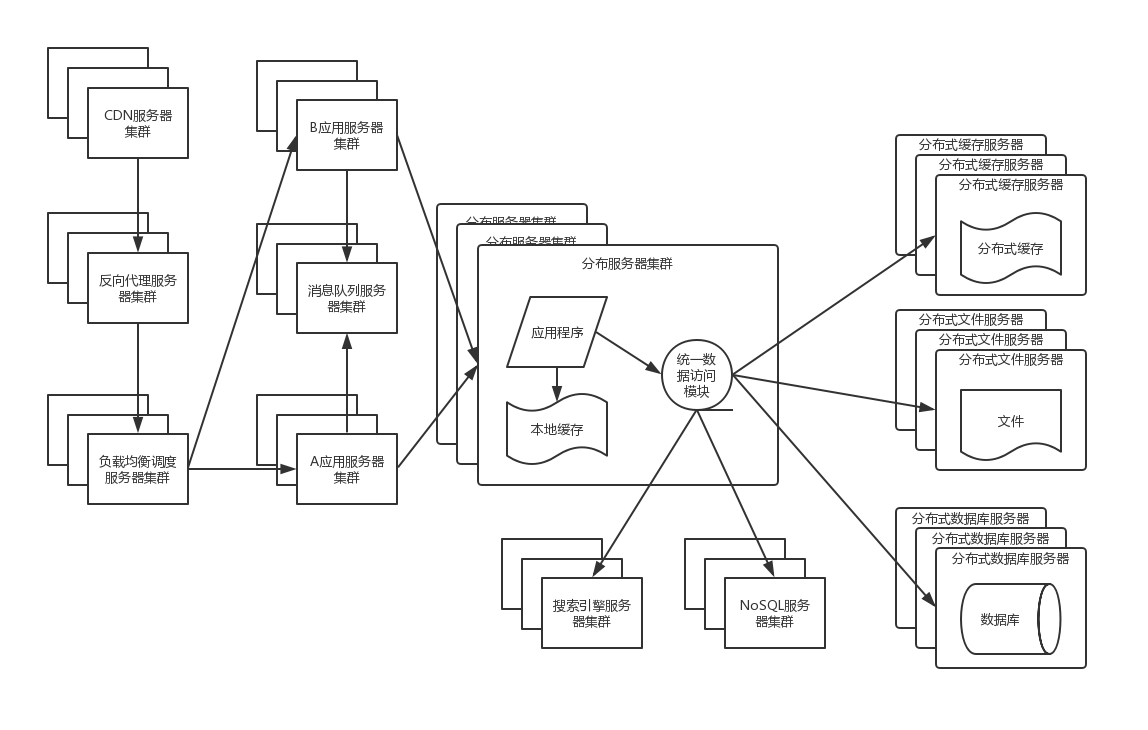 CDN服务器
集群
反向代理服务
器集群
负载均衡调度
服务器集群
B应用服务器
集群
消息队列服务
器集群
A应用服务器
集群
分布服务器集群
分布服务器集群
分布服务器集群
应用程序
本地缓存
统一数
据访问
模块
搜索引擎服务
器集群
NoSQL服务
器集群
分布式缓存服务器
分布式缓存服务器
分布式缓存服务器
分布式缓存
分布式文件服务器
分布式文件服务器
分布式文件服务器
文件
分布式数据库服务器
分布式数据库服务器
分布式数据库服务器
数据库